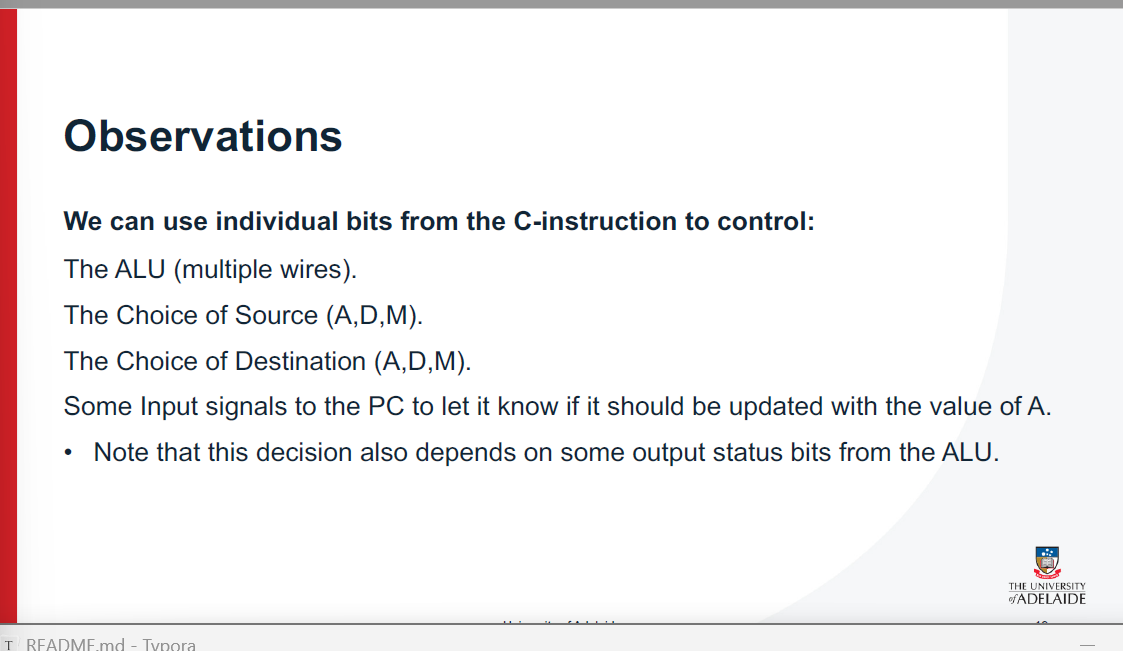 Observations
We can use individual bits from the C-instruction to control:
The ALU (multiple wires).
The Choice of Source (A,D,M).
The Choice of Destination (A,D,M).
Some Input signals to the PC to let it know if it should be updated with the value of A.
• Note that this decision also depends on some output status bits from the ALU.
THE UNIVERSITY
of ADELAIDE
T README.md - Typora